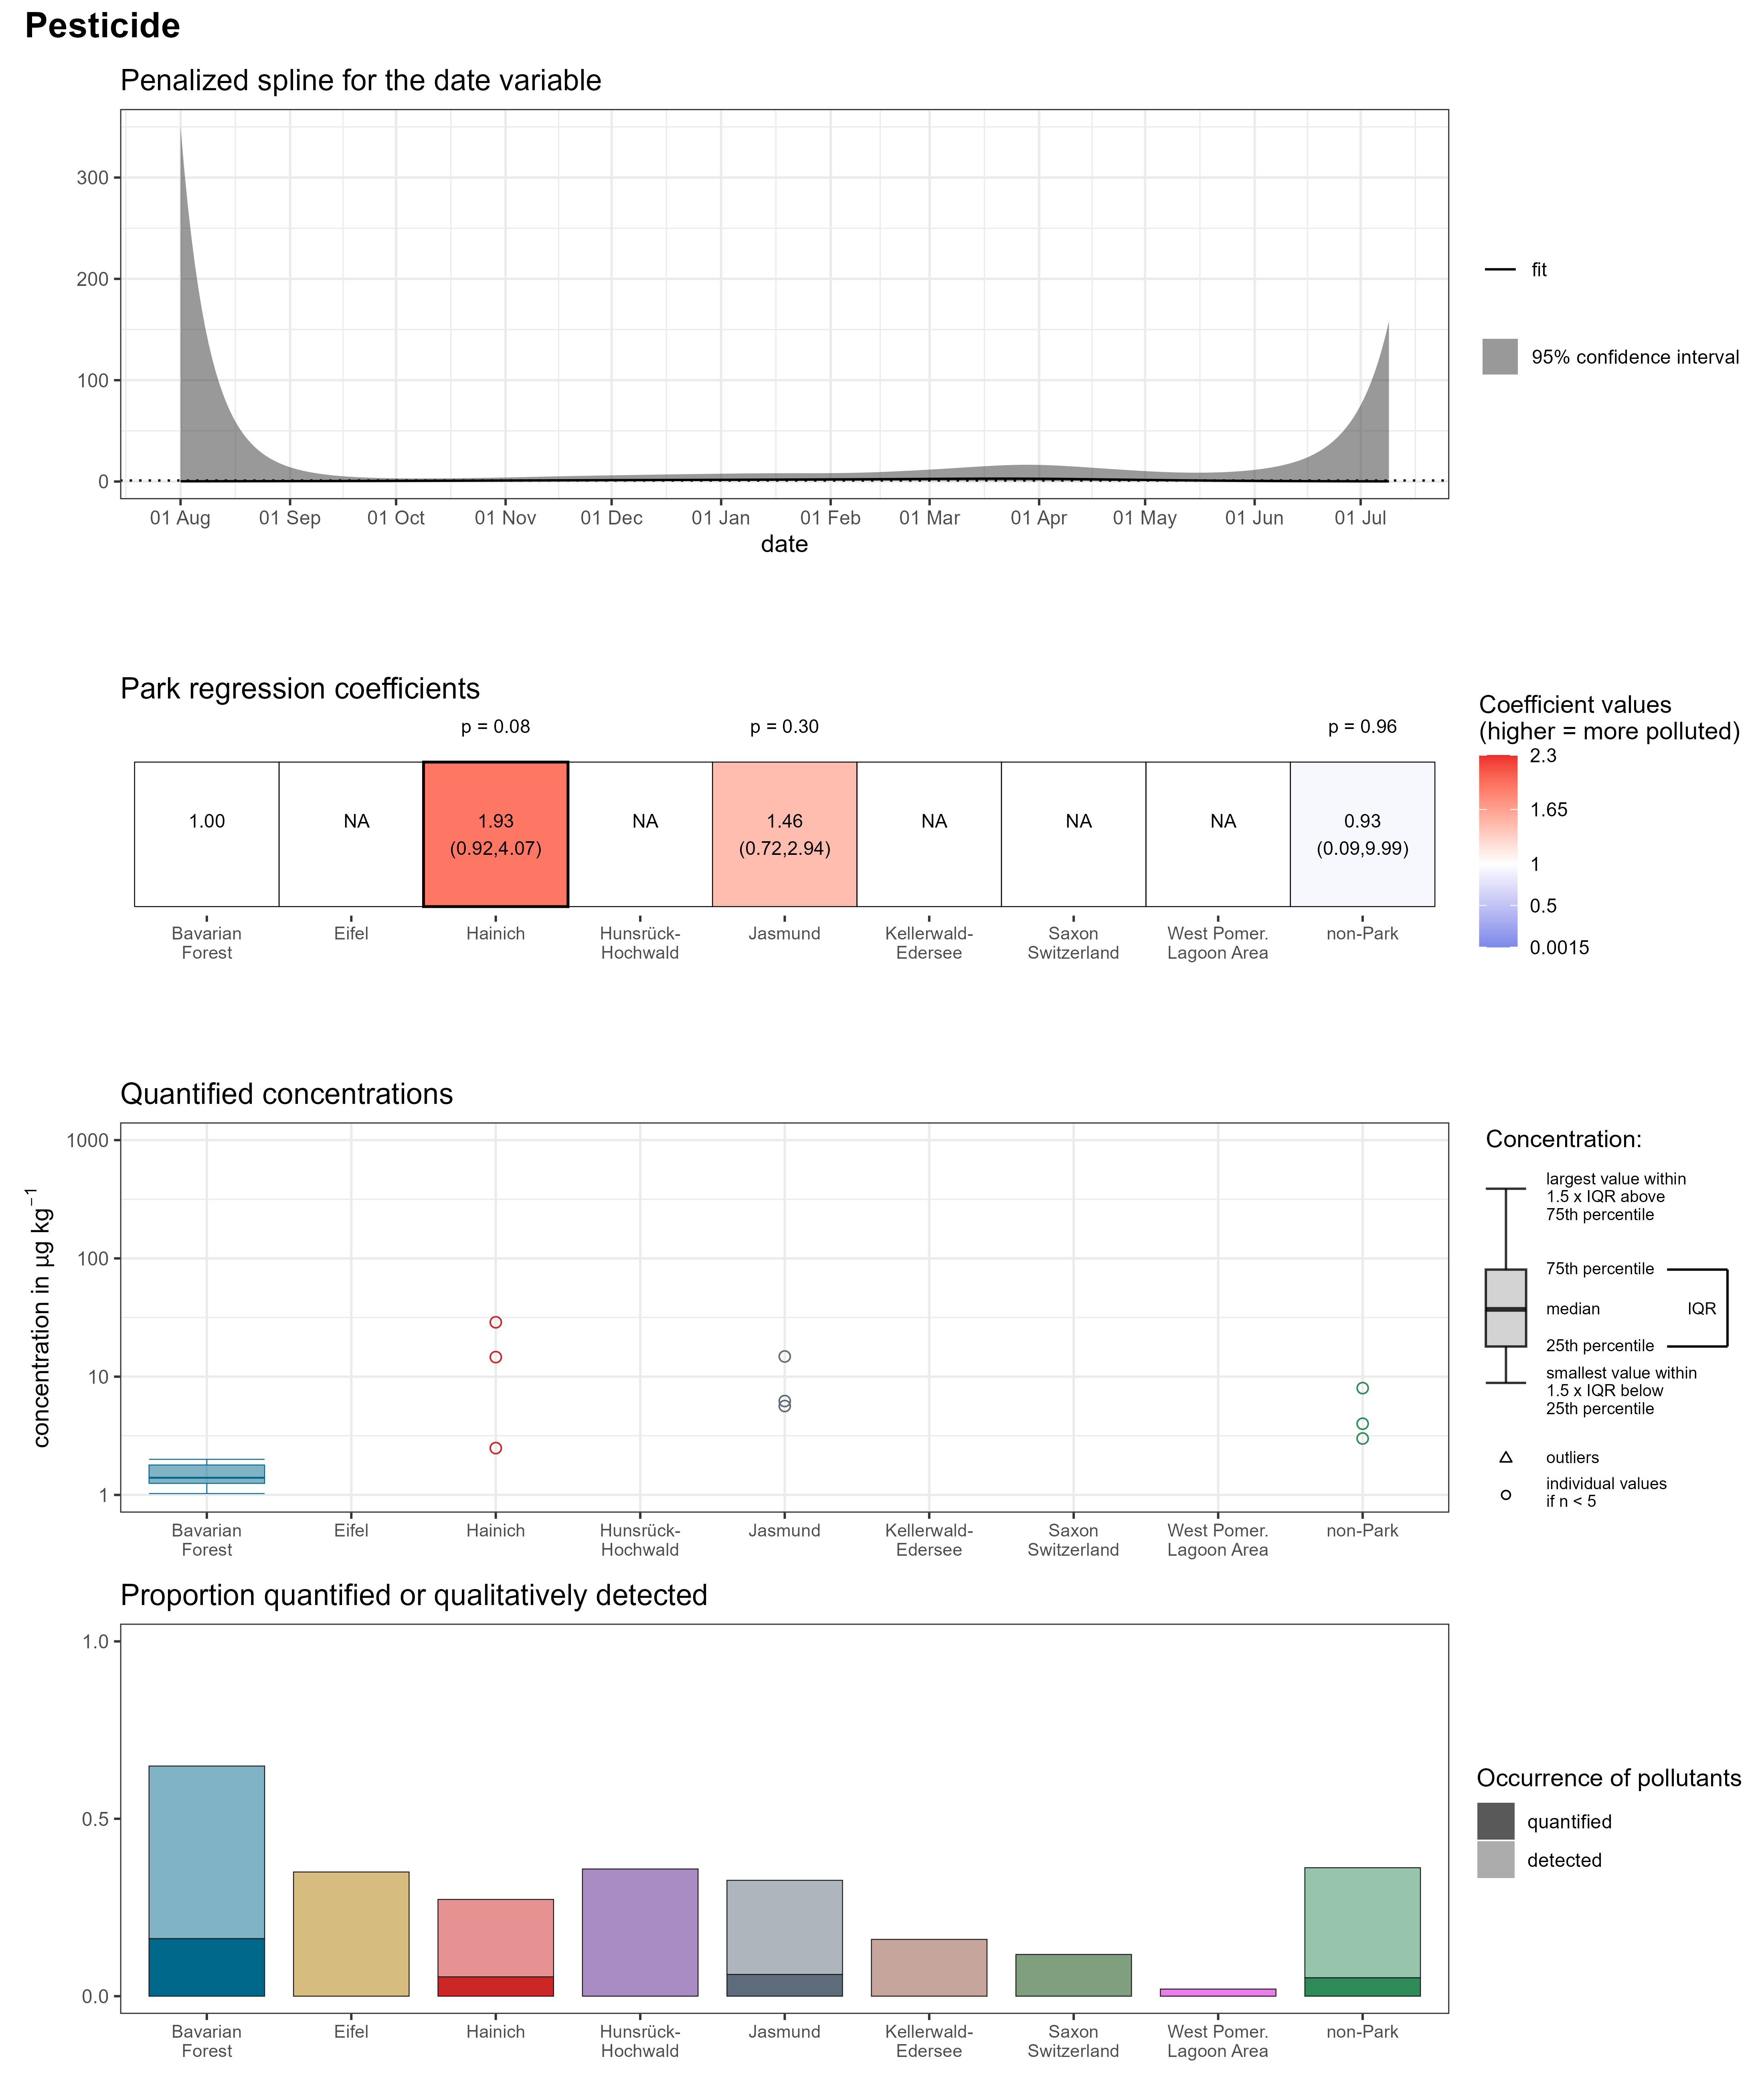 Pesticide
Penalized spline for the date variable
300
200
100
0
01 Aug 01 Sep 01 Oct 01 Nov 01 Dec 01 Jan 01 Feb 01 Mar 01 Apr 01 May 01 Jun 01 Jul
date
fit
95% confidence interval
Park regression coefficients
p = 0.08 p = 0.30 p = 0.96
1.00 NA 1.93 NA 1.46 NA NA NA 0.93
(0.92,4.07) (0.72,2.94) (0.09,9.99)
Bavarian Eifel Hainich Hunsrück- Jasmund Kellerwald- Saxon West Pomer. non-Park
Forest Hochwald Edersee Switzerland Lagoon Area
Coefficient values
(higher = more polluted)
2.3
1.65
1
0.5
0.0015
Quantified concentrations
concentration in µg kg⁻¹
1000
100
10
1
Bavarian Eifel Hainich Hunsrück- Jasmund Kellerwald- Saxon West Pomer. non-Park
Forest Hochwald Edersee Switzerland Lagoon Area
Concentration:
largest value within
1.5 x IQR above
75th percentile
75th percentile
median IQR
25th percentile
smallest value within
1.5 x IQR below
25th percentile
outliers
individual values
if n < 5
Proportion quantified or qualitatively detected
1.0
0.5
0.0
Bavarian Eifel Hainich Hunsrück- Jasmund Kellerwald- Saxon West Pomer. non-Park
Forest Hochwald Edersee Switzerland Lagoon Area
Occurrence of pollutants
quantified
detected